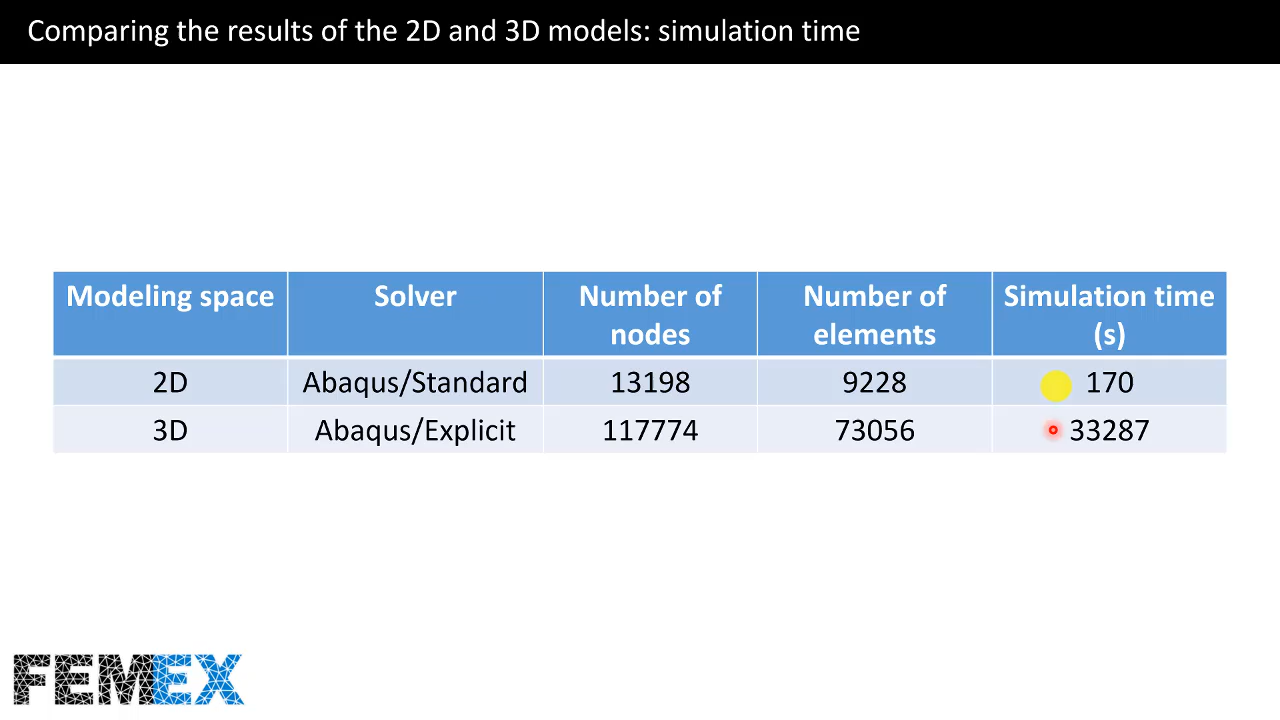 Comparing the results of the 2D and 3D models: simulation time
Modeling space Solver Number of nodes Number of elements Simulation time (s)
2D Abaqus/Standard 13198 9228 170
3D Abaqus/Explicit 117774 73056 33287
FEMEX